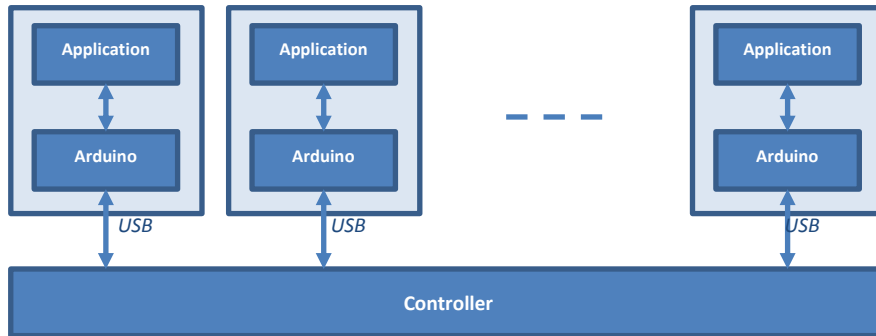 Application
Application
Application
Arduino
Arduino
Arduino
USB
USB
USB
Controller